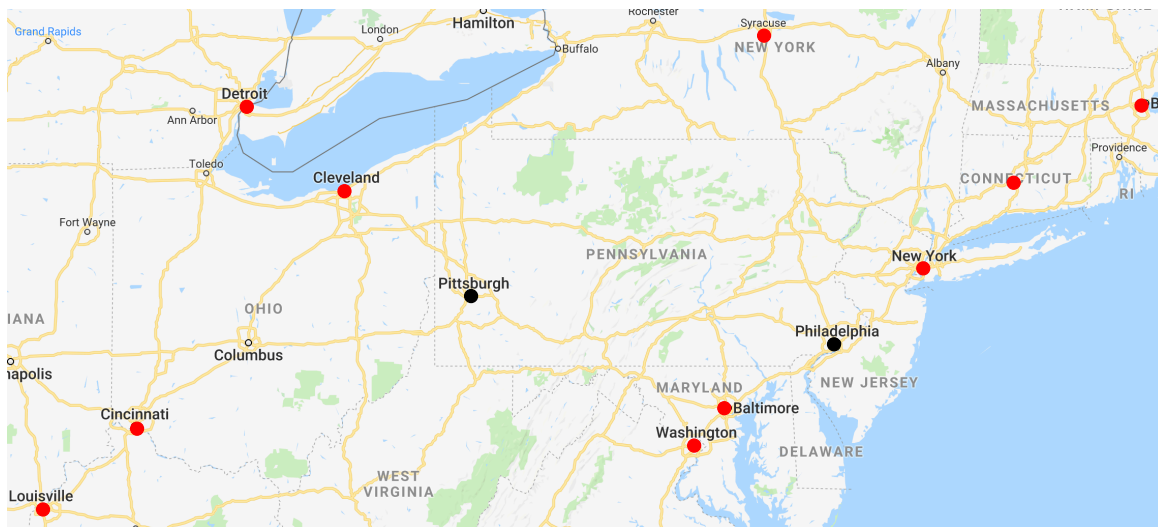 Grand Rapids
London
Hamilton
Rochester
Buffalo
Syracuse
NEW YORK
Albany
Detroit
Ann Arbor
MASSACHUSETTS
B
Providence
Toledo
Cleveland
CONNECTICUT
RI
Fort Wayne
PENNSYLVANIA
New York
Pittsburgh
OHIO
IANA
Philadelphia
Columbus
napolis
MARYLAND
NEW JERSEY
Cincinnati
Baltimore
Washington
DELAWARE
WEST
VIRGINIA
Louisville